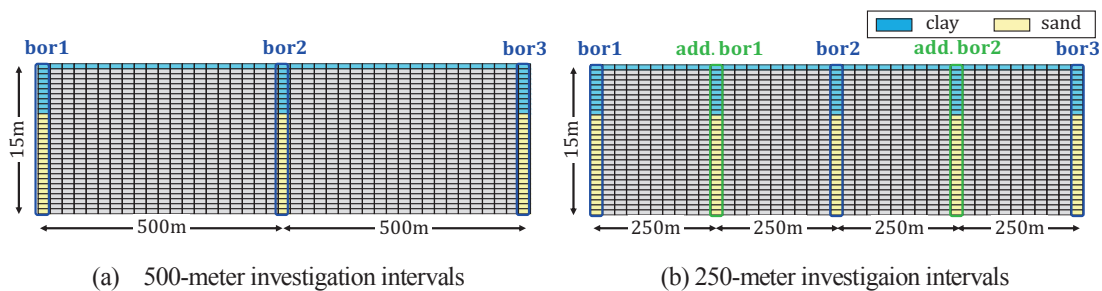 clay sand
bor1 bor2 bor3
15m
500m 500m
(a) 500-meter investigation intervals
bor1 add. bor1 bor2 add. bor2 bor3
15m
250m 250m 250m 250m
(b) 250-meter investigaion intervals